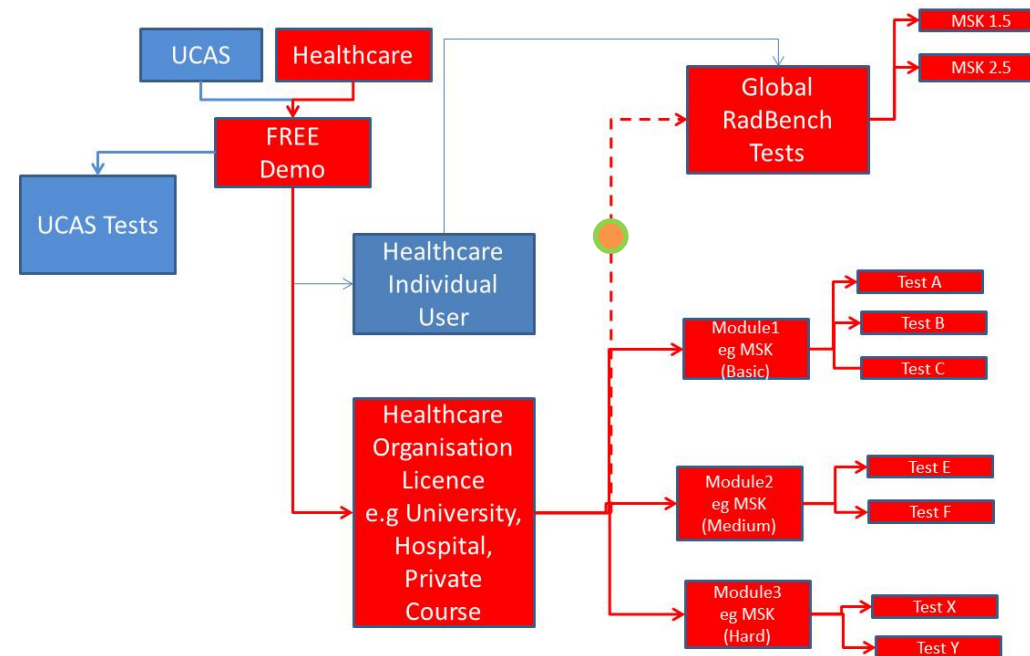 UCAS
Healthcare
FREE
Demo
UCAS Tests
Healthcare
Individual
User
Healthcare
Organisation
Licence
e.g University,
Hospital,
Private
Course
Global
RadBench
Tests
MSK 1.5
MSK 2.5
Module1
eg MSK
(Basic)
Test A
Test B
Test C
Module2
eg MSK
(Medium)
Test E
Test F
Module3
eg MSK
(Hard)
Test X
Test Y